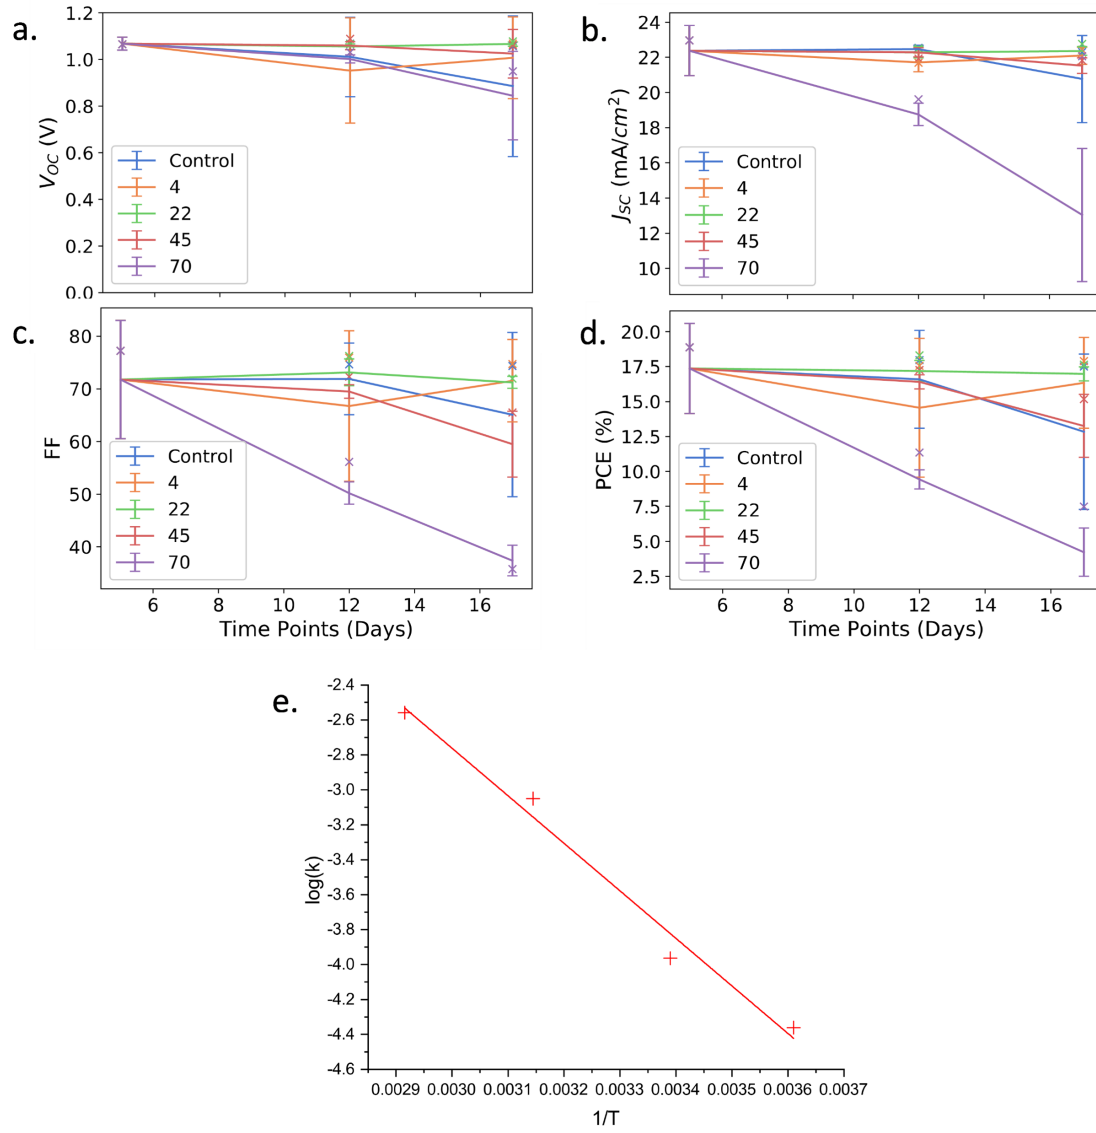 a.
1.2
1.0
0.8
0.6
0.4
0.2
0.0
V_OC (V)
Control
4
22
45
70
b.
24
22
20
18
16
14
12
10
J_SC (mA/cm²)
Control
4
22
45
70
c.
80
70
60
50
40
FF
Control
4
22
45
70
6 8 10 12 14 16
Time Points (Days)
d.
20.0
17.5
15.0
12.5
10.0
7.5
5.0
2.5
PCE (%)
Control
4
22
45
70
6 8 10 12 14 16
Time Points (Days)
e.
-2.4
-2.6
-2.8
-3.0
-3.2
-3.4
-3.6
-3.8
-4.0
-4.2
-4.4
-4.6
log(k)
0.0029 0.0030 0.0031 0.0032 0.0033 0.0034 0.0035 0.0036 0.0037
1/T